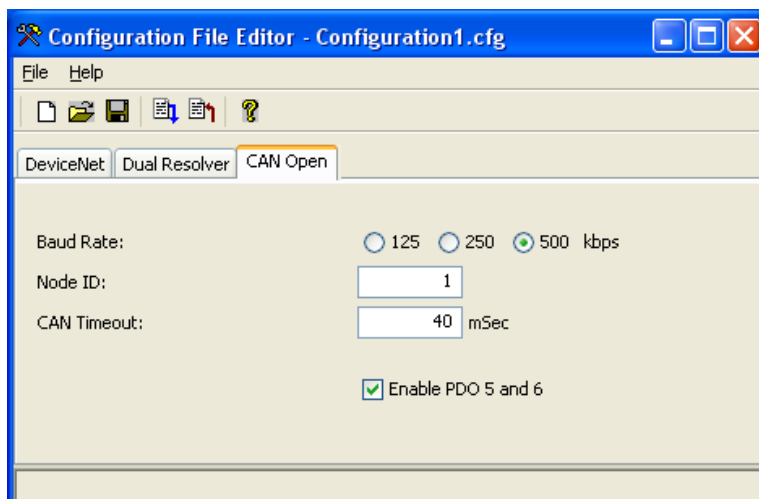 Configuration File Editor - Configuration1.cfg
File Help
DeviceNet Dual Resolver CAN Open
Baud Rate: 125 250 500 kbps
Node ID: 1
CAN Timeout: 40 mSec
Enable PDO 5 and 6